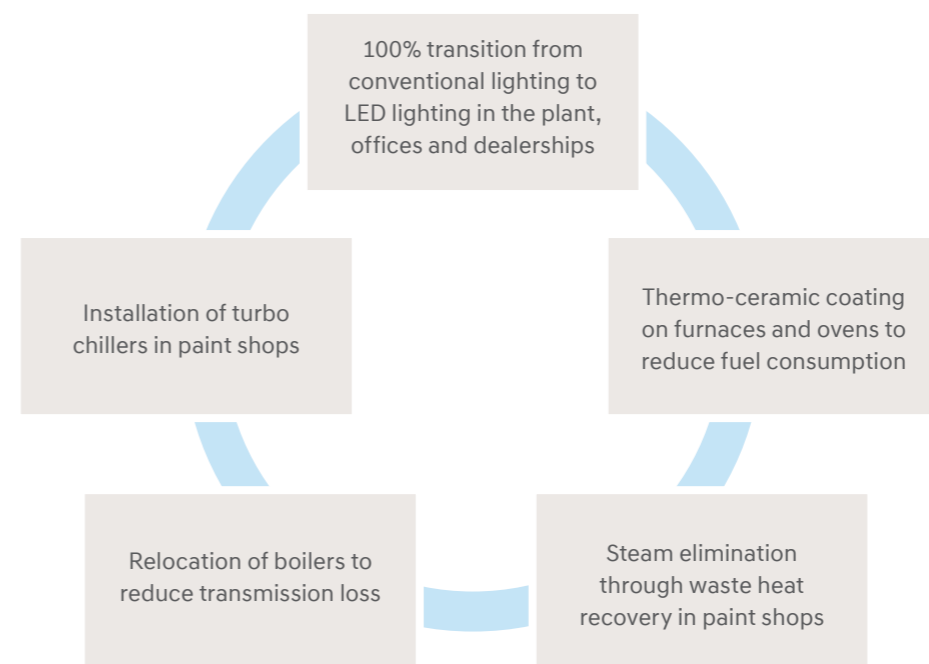 100% transition from
conventional lighting to
LED lighting in the plant,
offices and dealerships
Installation of turbo
chillers in paint shops
Thermo-ceramic coating
on furnaces and ovens to
reduce fuel consumption
Relocation of boilers to
reduce transmission loss
Steam elimination
through waste heat
recovery in paint shops